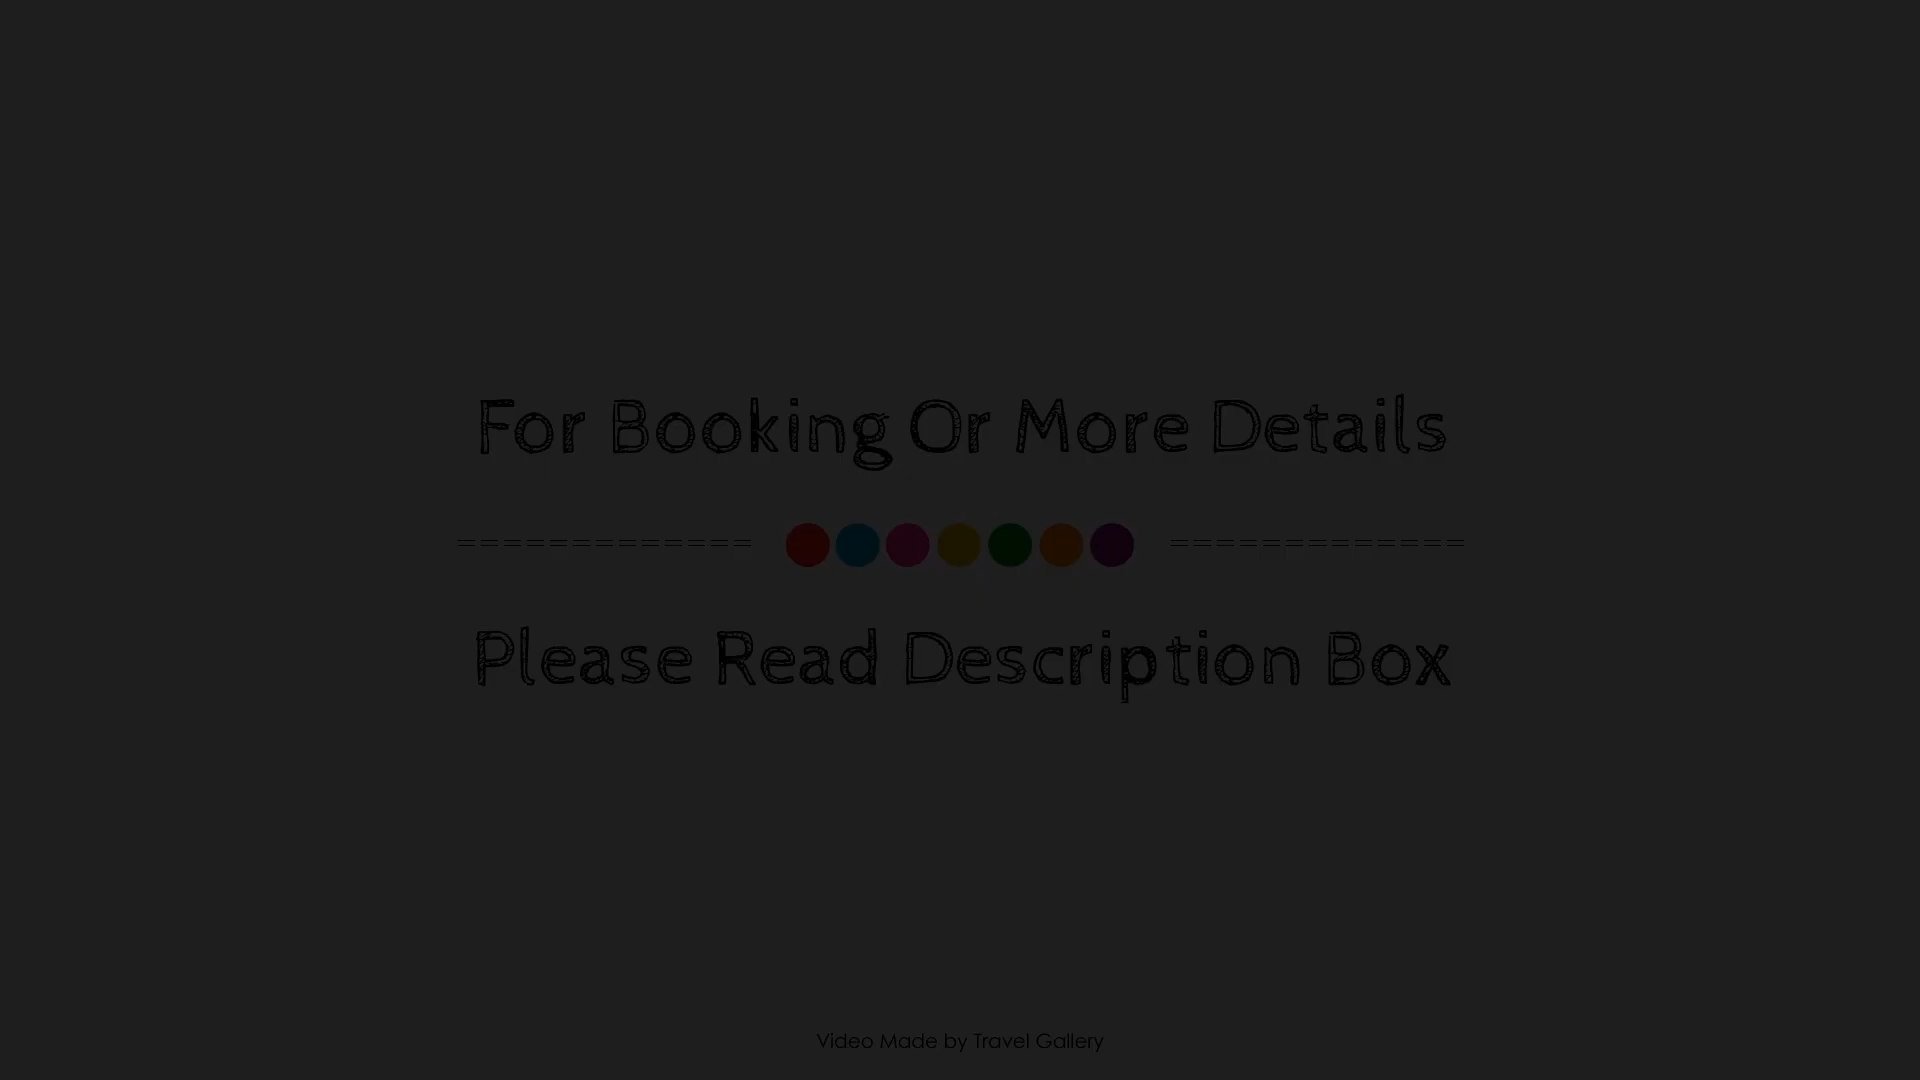 For Booking Or More Details
============= =============
Please Read Description Box
Video Made by Travel Gallery